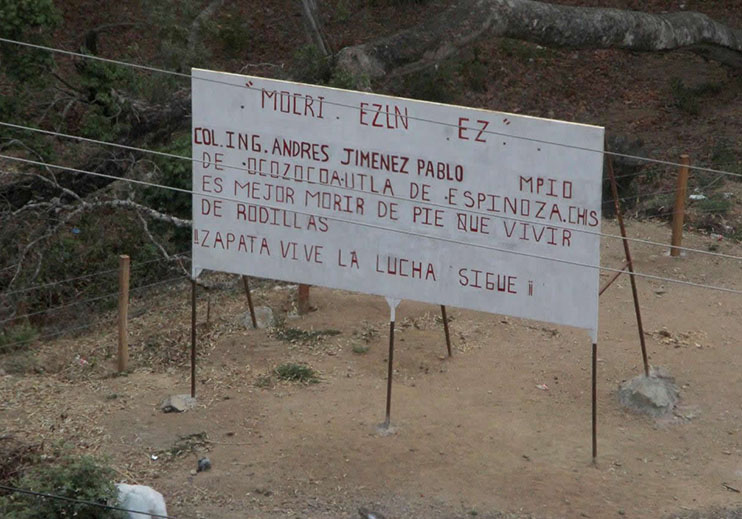 "MOCRI. EZLN EZ".
COL.ING.ANDRES JIMENEZ PABLO MPIO
DE OCOZOCOAUTLA DE ESPINOZA.CHS
ES MEJOR MORIR DE PIE QUE VIVIR
DE RODILLAS
¡¡ZAPATA VIVE LA LUCHA SIGUE ¡¡